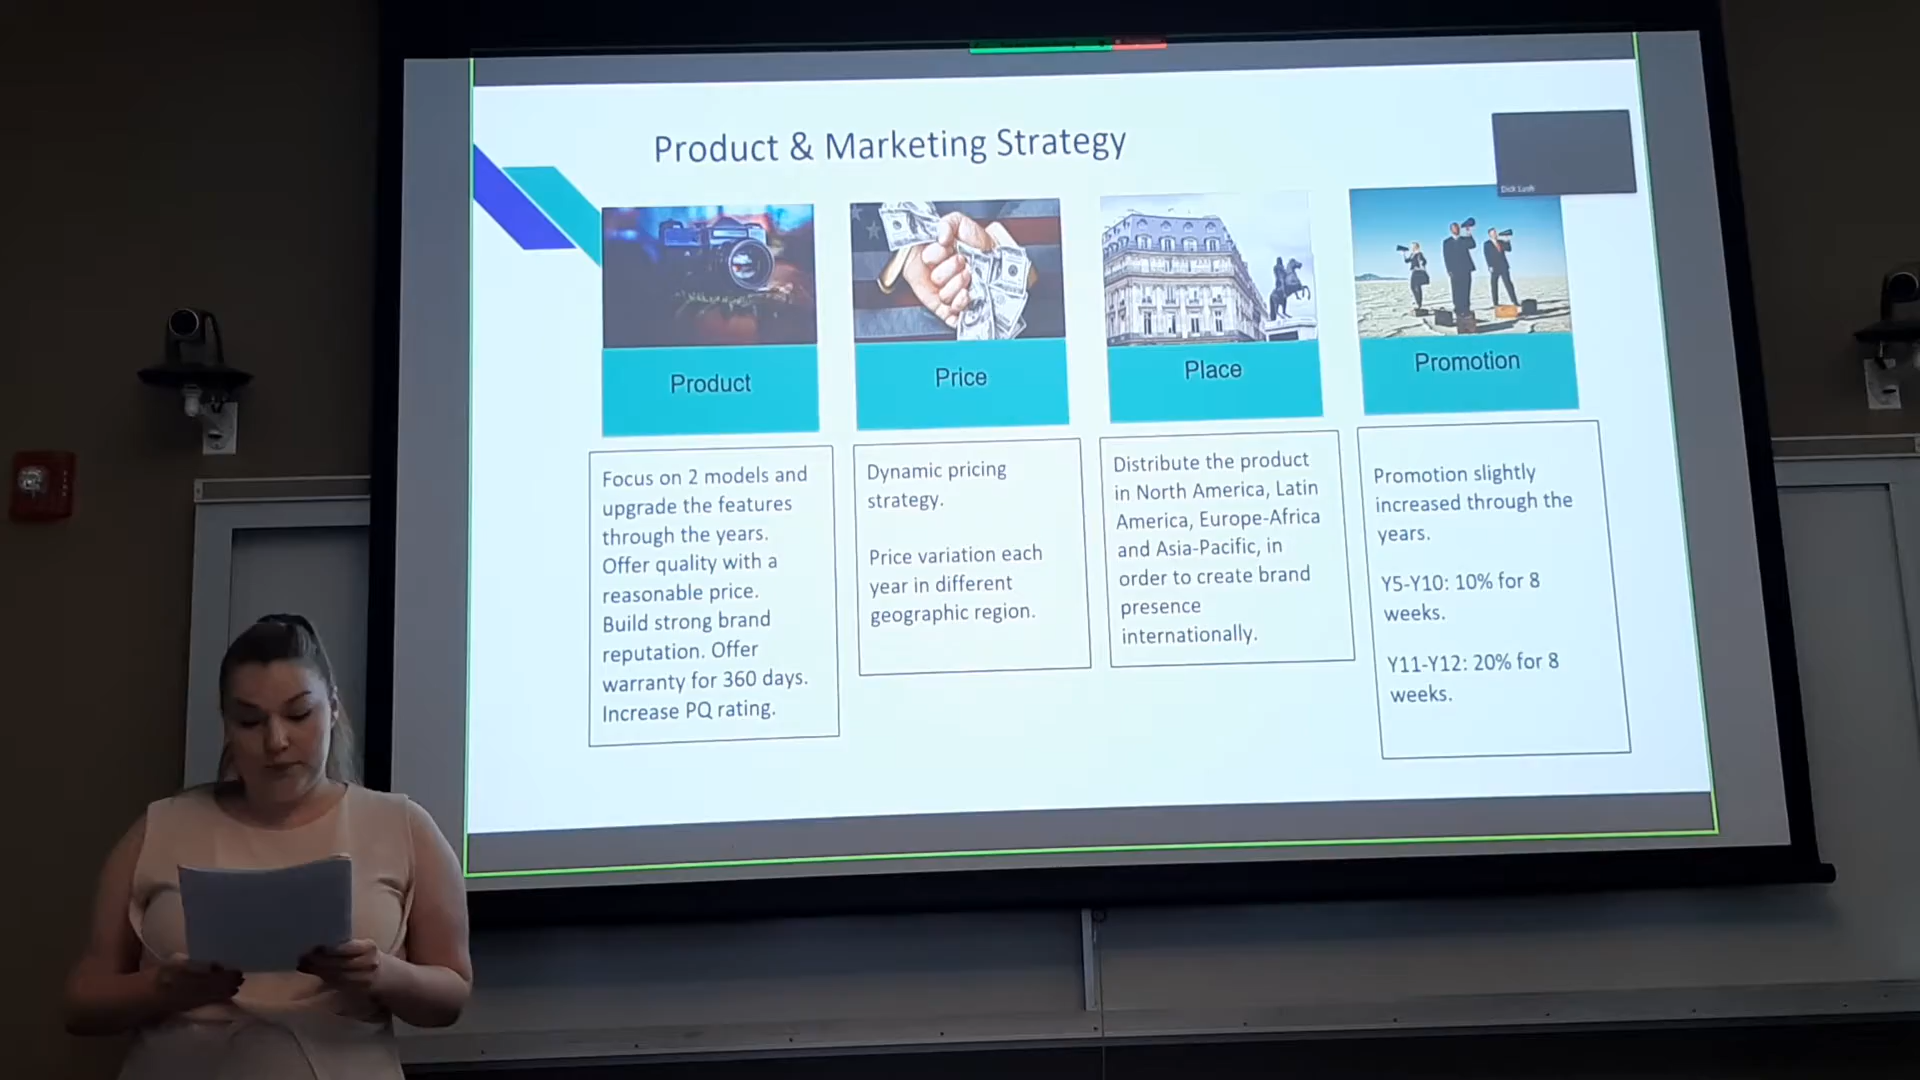 Product & Marketing Strategy
Product
Focus on 2 models and
upgrade the features
through the years.
Offer quality with a
reasonable price.
Build strong brand
reputation. Offer
warranty for 360 days.
Increase PQ rating.
Price
Dynamic pricing
strategy.
Price variation each
year in different
geographic region.
Place
Distribute the product
in North America, Latin
America, Europe-Africa
and Asia-Pacific, in
order to create brand
presence
internationally.
Promotion
Promotion slightly
increased through the
years.
Y5-Y10: 10% for 8
weeks.
Y11-Y12: 20% for 8
weeks.